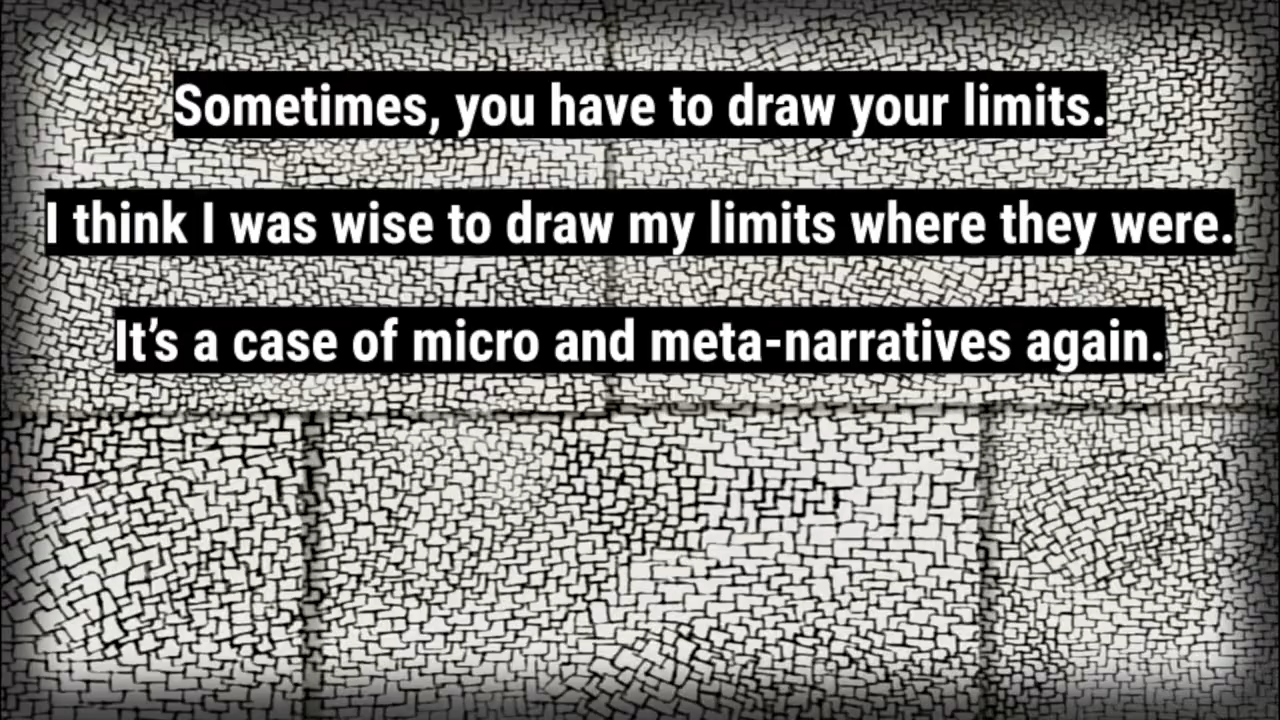 Sometimes, you have to draw your limits.
I think I was wise to draw my limits where they were.
It’s a case of micro and meta-narratives again.